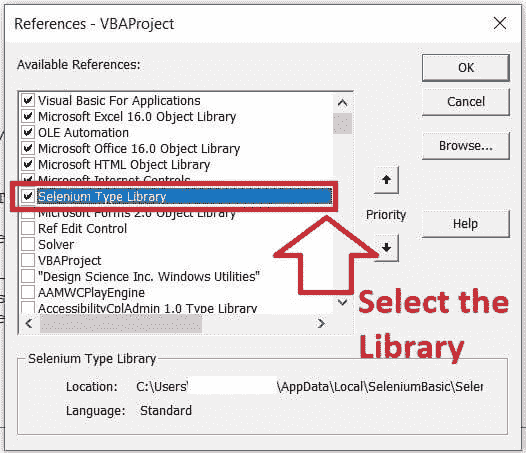 References - VBAProject
Available References:
OK
Visual Basic For Applications
Microsoft Excel 16.0 Object Library
OLE Automation
Microsoft Office 16.0 Object Library
Microsoft HTML Object Library
Microsoft Internet Controls
Selenium Type Library
Microsoft Forms 2.0 Object Library
Ref Edit Control
Solver
VBAProject
"Design Science Inc. Windows Utilities"
AAMWCPlayEngine
AccessibilityCplAdmin 1.0 Type Library
Cancel
Browse...
Priority
Help
Select the
Library
Selenium Type Library
Location: C:\Users\ \AppData\Local\SeleniumBasic\Seler
Language: Standard